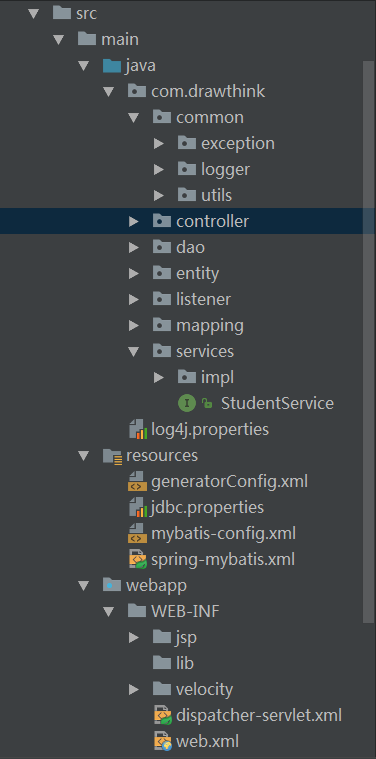 src
main
java
com.drawthink
common
exception
logger
utils
controller
dao
entity
listener
mapping
services
impl
I StudentService
log4j.properties
resources
generatorConfig.xml
jdbc.properties
mybatis-config.xml
spring-mybatis.xml
webapp
WEB-INF
jsp
lib
velocity
dispatcher-servlet.xml
web.xml